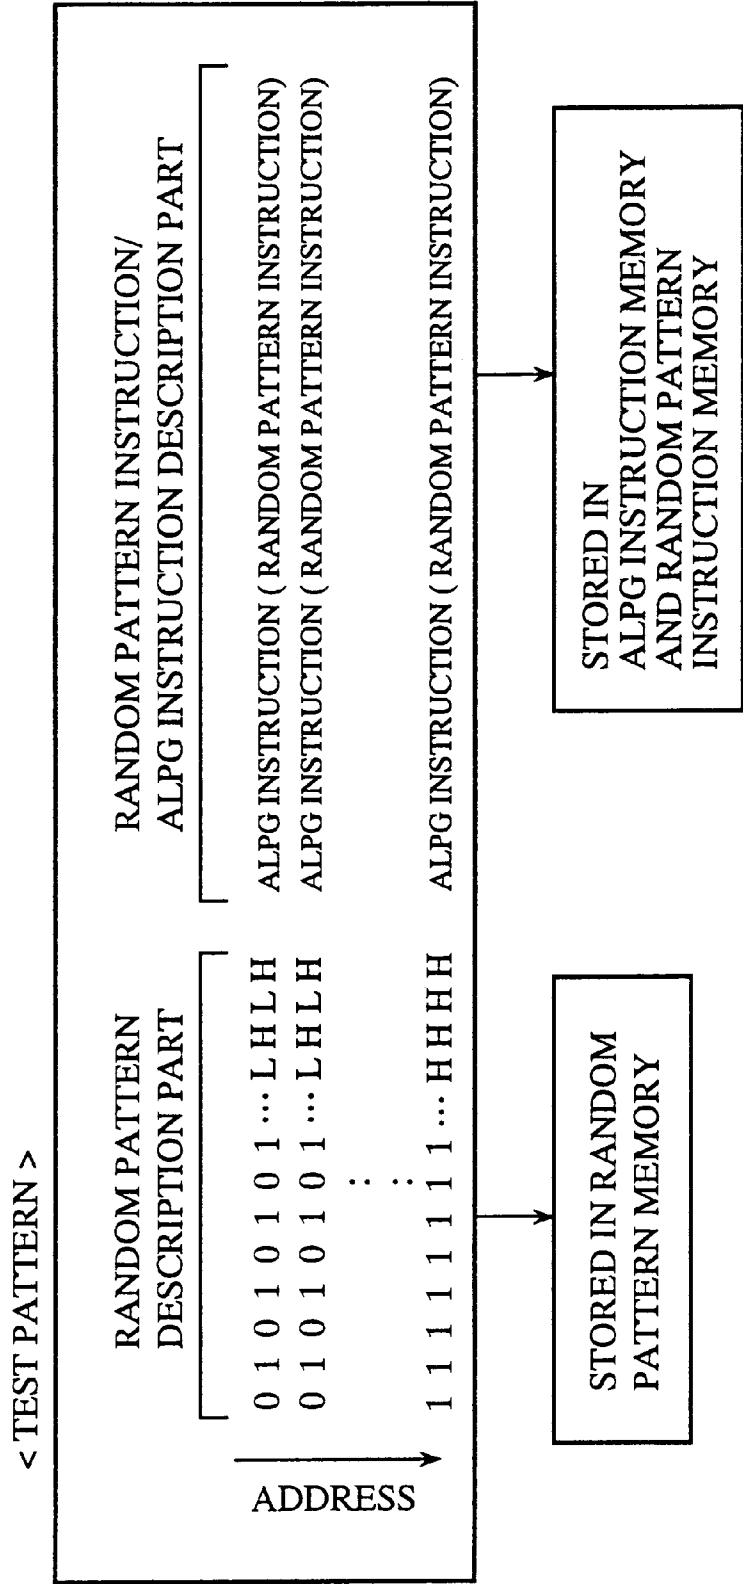 < TEST PATTERN >
RANDOM PATTERN
DESCRIPTION PART
RANDOM PATTERN INSTRUCTION/
ALPG INSTRUCTION DESCRIPTION PART
ADDRESS
0 1 0 1 0 1 0 1 ... L H L H ALPG INSTRUCTION ( RANDOM PATTERN INSTRUCTION)
0 1 0 1 0 1 0 1 ... L H L H ALPG INSTRUCTION ( RANDOM PATTERN INSTRUCTION)
: :
1 1 1 1 1 1 1 1 ... H H H H ALPG INSTRUCTION ( RANDOM PATTERN INSTRUCTION)
STORED IN RANDOM
PATTERN MEMORY
STORED IN
ALPG INSTRUCTION MEMORY
AND RANDOM PATTERN
INSTRUCTION MEMORY